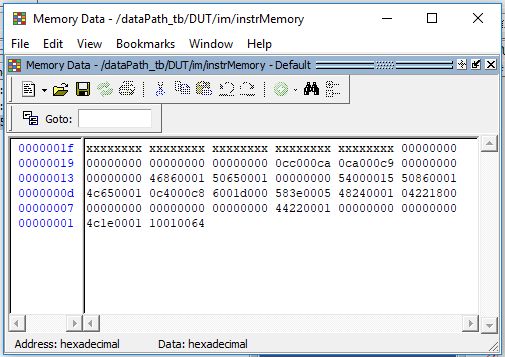 Memory Data - /dataPath_tb/DUT/im/instrMemory
File Edit View Bookmarks Window Help
Memory Data - /dataPath_tb/DUT/im/instrMemory - Default
Goto:
0000001f xxxxxxxx xxxxxxxx xxxxxxxx xxxxxxxx xxxxxxxx 00000000
00000019 00000000 00000000 00000000 0cc000ca 0ca000c9 00000000
00000013 00000000 46860001 50650001 00000000 54000015 50860001
0000000d 4c650001 0c4000c8 6001d000 583e0005 48240001 04221800
00000007 00000000 00000000 00000000 44220001 00000000 00000000
00000001 4c1e0001 10010064
Address: hexadecimal Data: hexadecimal